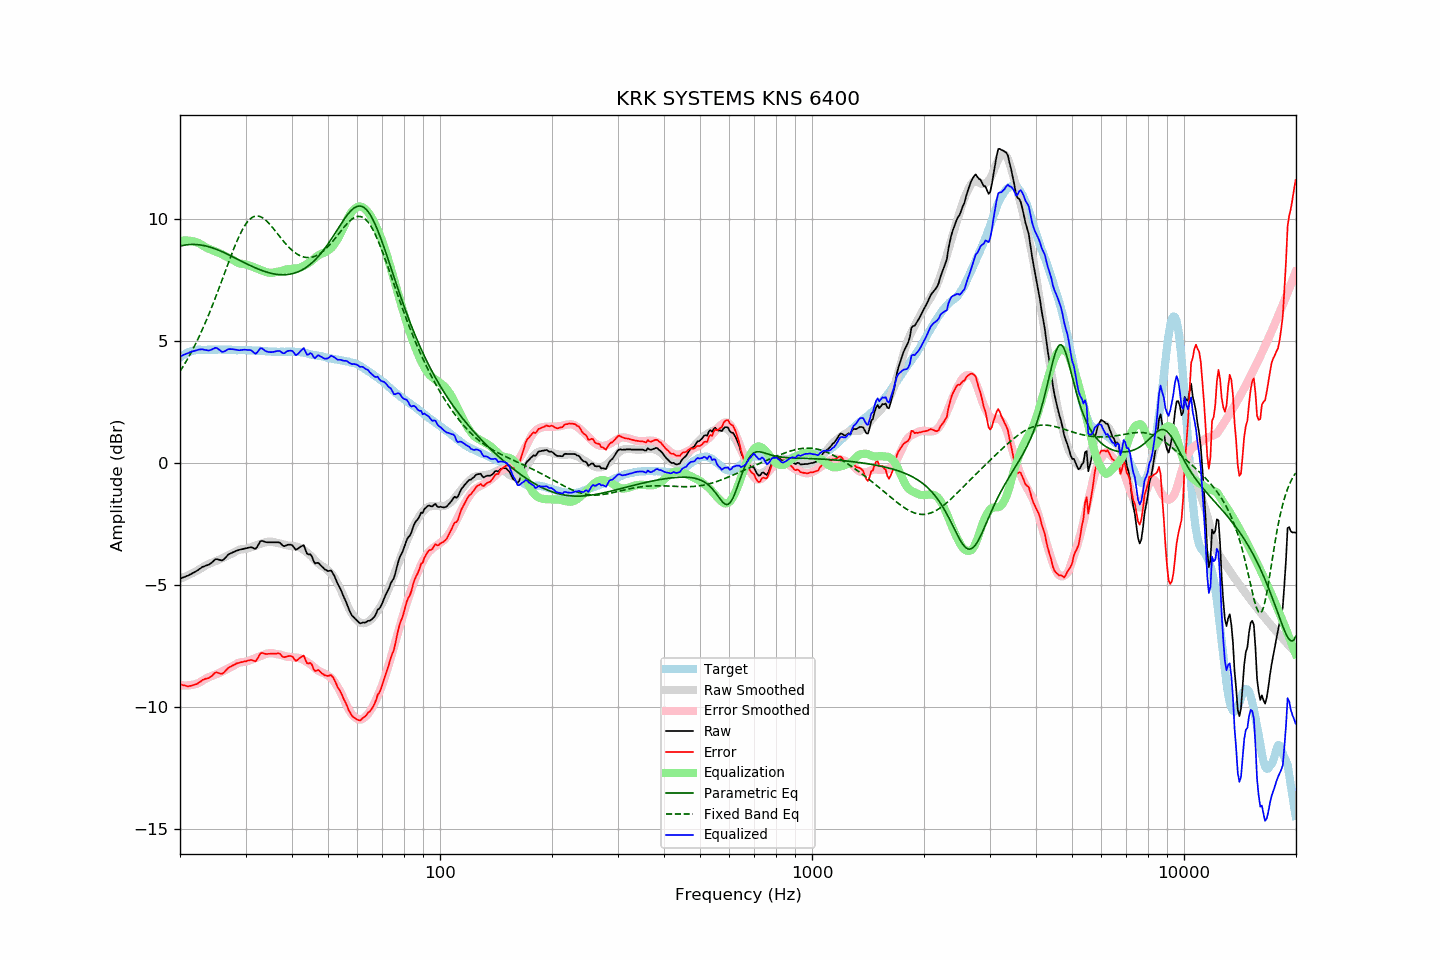 KRK SYSTEMS KNS 6400
Amplitude (dBr)
10
5
0
−5
−10
−15
Target
Raw Smoothed
Error Smoothed
Raw
Error
Equalization
Parametric Eq
Fixed Band Eq
Equalized
100
1000
10000
Frequency (Hz)